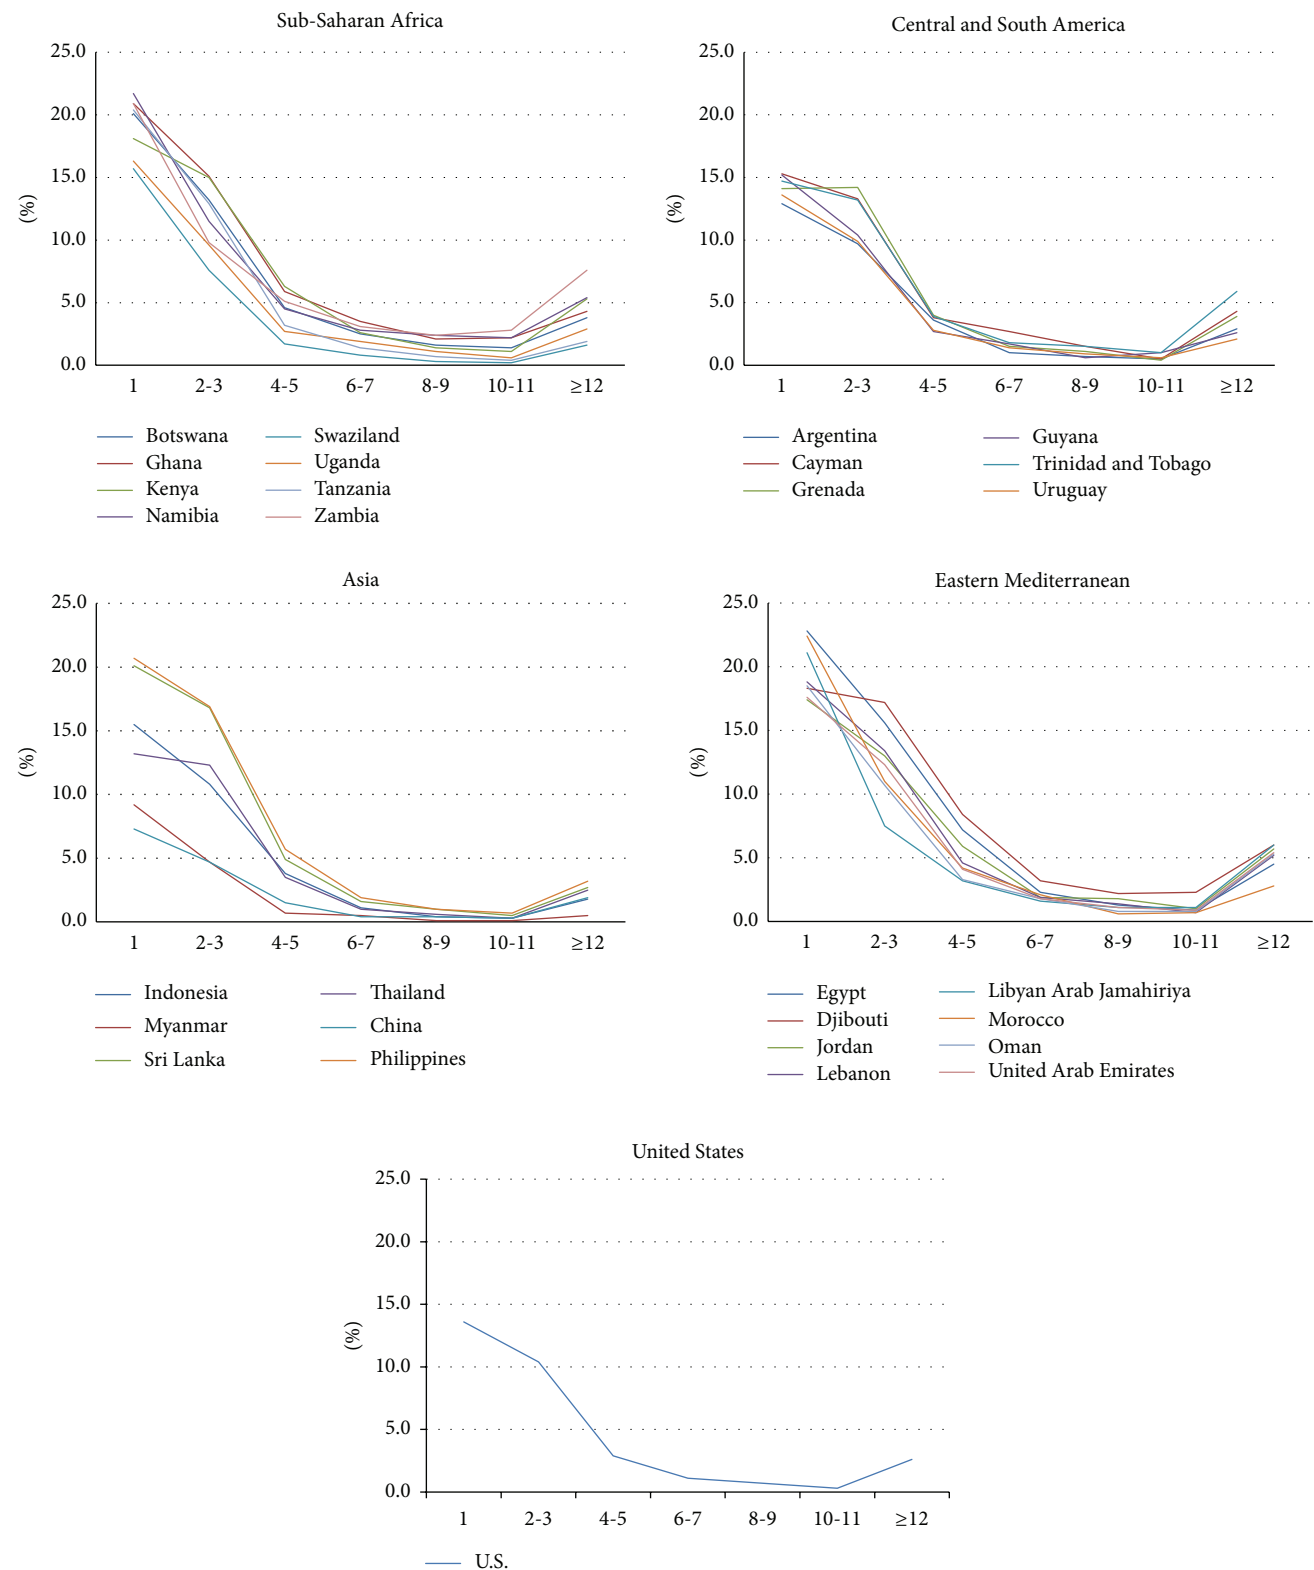 Sub-Saharan Africa
25.0
20.0
15.0
10.0
5.0
0.0
(%)
1 2-3 4-5 6-7 8-9 10-11 ≥12
Botswana Swaziland
Ghana Uganda
Kenya Tanzania
Namibia Zambia
Central and South America
25.0
20.0
15.0
10.0
5.0
0.0
(%)
1 2-3 4-5 6-7 8-9 10-11 ≥12
Argentina Guyana
Cayman Trinidad and Tobago
Grenada Uruguay
Asia
25.0
20.0
15.0
10.0
5.0
0.0
(%)
1 2-3 4-5 6-7 8-9 10-11 ≥12
Indonesia Thailand
Myanmar China
Sri Lanka Philippines
Eastern Mediterranean
25.0
20.0
15.0
10.0
5.0
0.0
(%)
1 2-3 4-5 6-7 8-9 10-11 ≥12
Egypt Libyan Arab Jamahiriya
Djibouti Morocco
Jordan Oman
Lebanon United Arab Emirates
United States
25.0
20.0
15.0
10.0
5.0
0.0
(%)
1 2-3 4-5 6-7 8-9 10-11 ≥12
U.S.